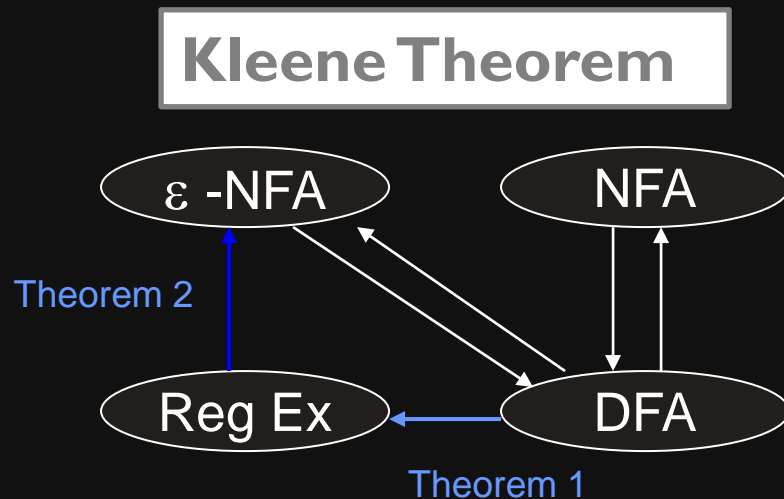 Kleene Theorem
ε -NFA
NFA
Theorem 2
Reg Ex
DFA
Theorem 1